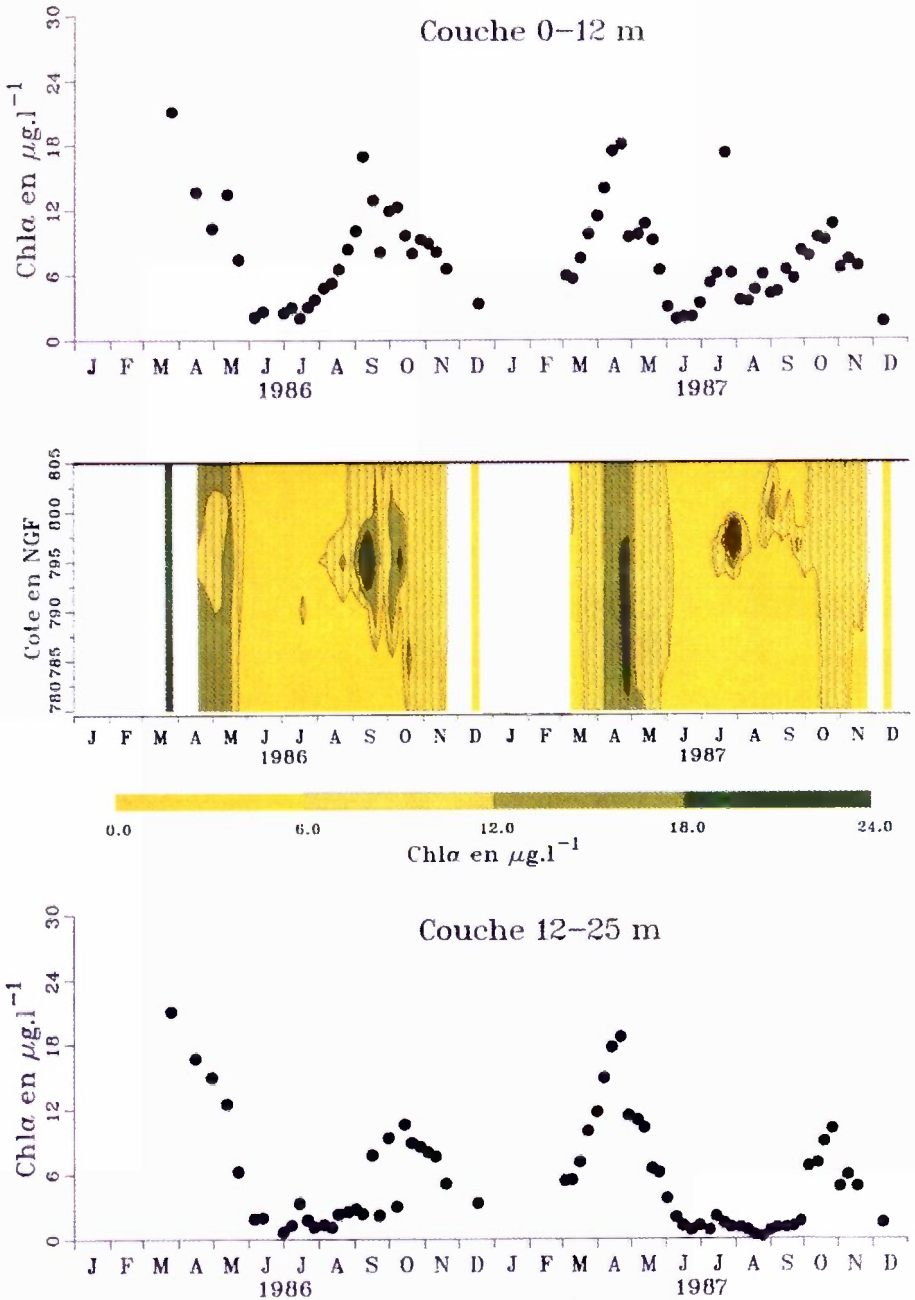 Couche 0-12 m
Chla en μg.l⁻¹
30
24
18
12
6
0
J F M A M J J A S O N D J F M A M J J A S O N D
1986 1987
Cote en NGF
805
800
795
790
785
780
J F M A M J J A S O N D J F M A M J J A S O N D
1986 1987
0.0 6.0 12.0 18.0 24.0
Chla en μg.l⁻¹
Couche 12-25 m
Chla en μg.l⁻¹
30
24
18
12
6
0
J F M A M J J A S O N D J F M A M J J A S O N D
1986 1987